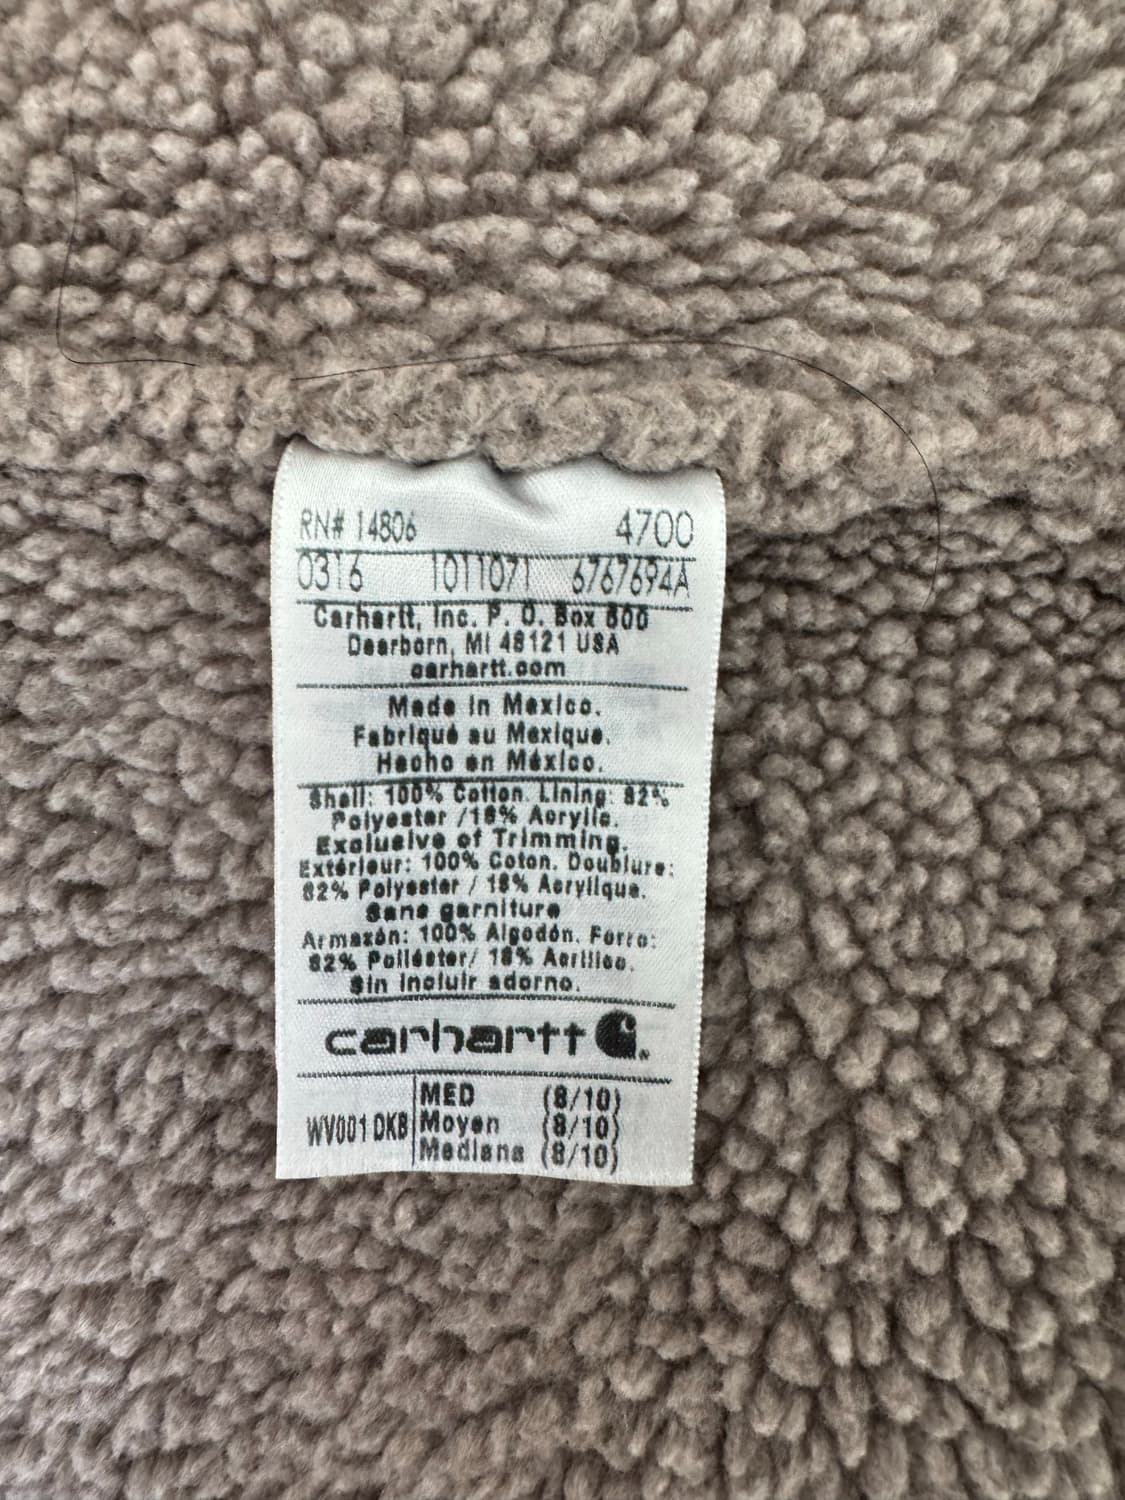 RN# 14806 4700
0316 1011071 6767694A
Carhartt, Inc. P. O. Box 600
Dearborn, MI 48121 USA
carhartt.com
Made in Mexico.
Fabriqué au Mexique.
Hecho en México.
Shell: 100% Cotton. Lining: 82%
Polyester /18% Acrylic.
Exclusive of Trimming.
Extérieur: 100% Coton. Doublure:
82% Polyester / 18% Acrylique.
Sans garniture
Armazón: 100% Algodón. Forro:
82% Poliéster/ 18% Acrílico.
Sin incluir adorno.
carhartt
WV001 DKB MED (8/10)
Moyen (8/10)
Mediana (8/10)